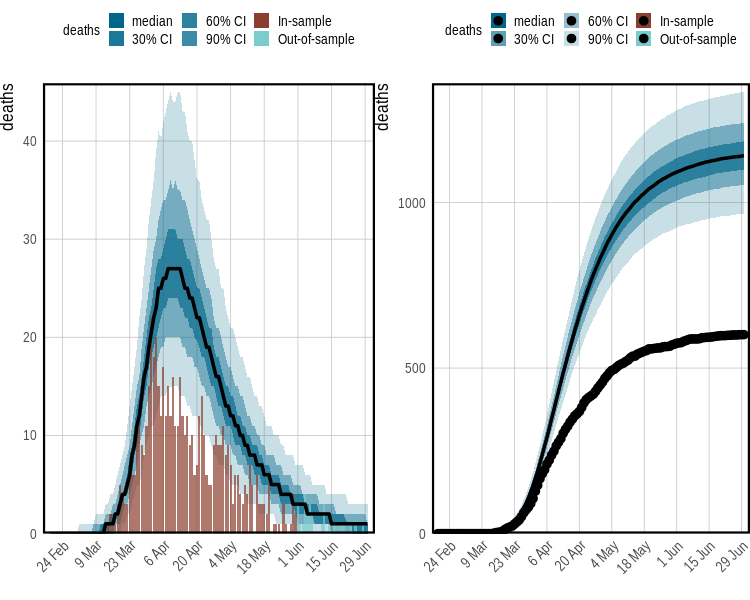 deaths median 60% CI In-sample
30% CI 90% CI Out-of-sample
deaths
40
30
20
10
0
24 Feb 9 Mar 23 Mar 6 Apr 20 Apr 4 May 18 May 1 Jun 15 Jun 29 Jun
deaths median 60% CI In-sample
30% CI 90% CI Out-of-sample
deaths
1000
500
0
24 Feb 9 Mar 23 Mar 6 Apr 20 Apr 4 May 18 May 1 Jun 15 Jun 29 Jun